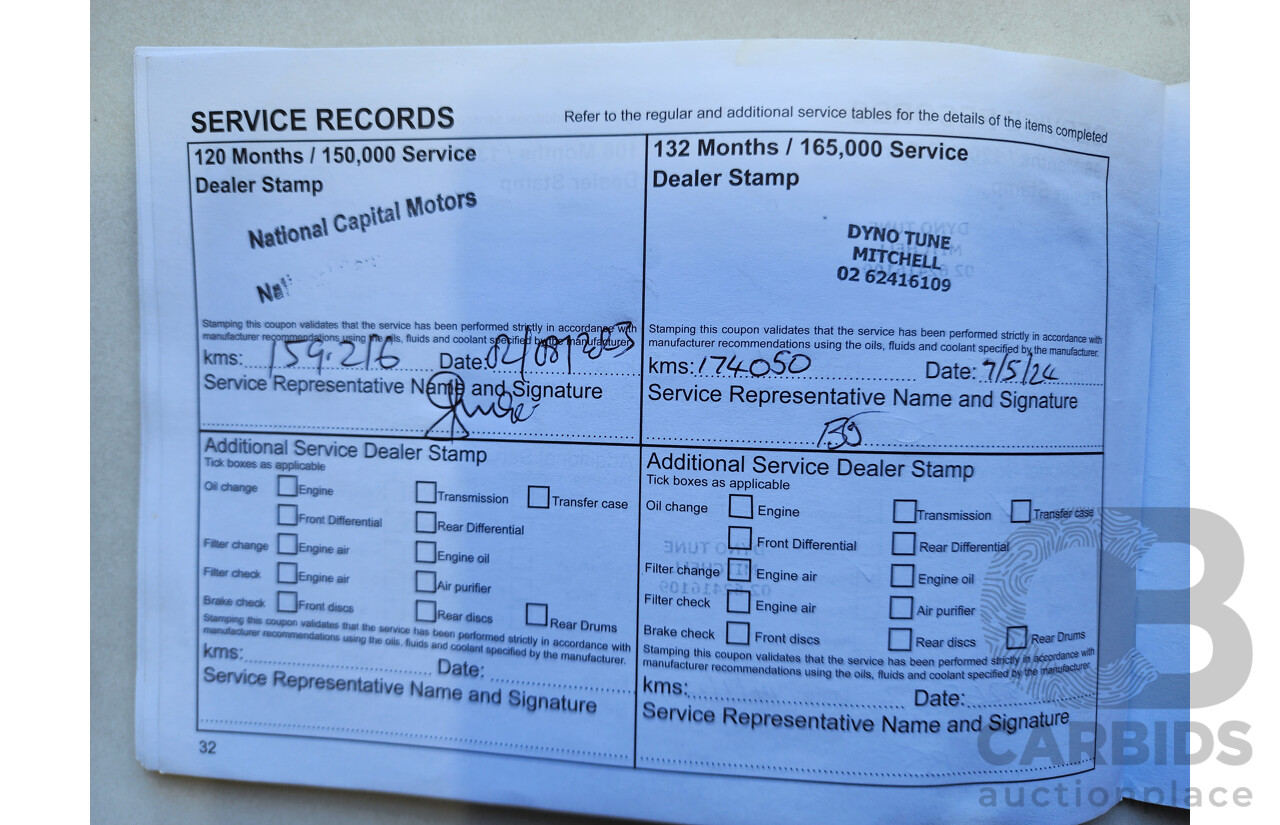 SERVICE RECORDS
Refer to the regular and additional service tables for the details of the items completed
120 Months / 150,000 Service
Dealer Stamp
National Capital Motors
Stamping this coupon validates that the service has been performed strictly in accordance with
manufacturer recommendations using the oils, fluids and coolant specified by the manufacturer.
kms: 159216 Date: 02/08/2023
Service Representative Name and Signature
Additional Service Dealer Stamp
Tick boxes as applicable
Oil change Engine Transmission Transfer case
Front Differential Rear Differential
Filter change Engine air Engine oil
Filter check Engine air Air purifier
Brake check Front discs Rear discs Rear Drums
Stamping this coupon validates that the service has been performed strictly in accordance with
manufacturer recommendations using the oils, fluids and coolant specified by the manufacturer.
kms: Date:
Service Representative Name and Signature
32
132 Months / 165,000 Service
Dealer Stamp
DYNO TUNE
MITCHELL
02 62416109
Stamping this coupon validates that the service has been performed strictly in accordance with
manufacturer recommendations using the oils, fluids and coolant specified by the manufacturer.
kms: 174050 Date: 7/5/24
Service Representative Name and Signature
Additional Service Dealer Stamp
Tick boxes as applicable
Oil change Engine Transmission Transfer case
Front Differential Rear Differential
Filter change Engine air Engine oil
Filter check Engine air Air purifier
Brake check Front discs Rear discs Rear Drums
Stamping this coupon validates that the service has been performed strictly in accordance with
manufacturer recommendations using the oils, fluids and coolant specified by the manufacturer.
kms: Date:
Service Representative Name and Signature
CARBIDS
auctionplace